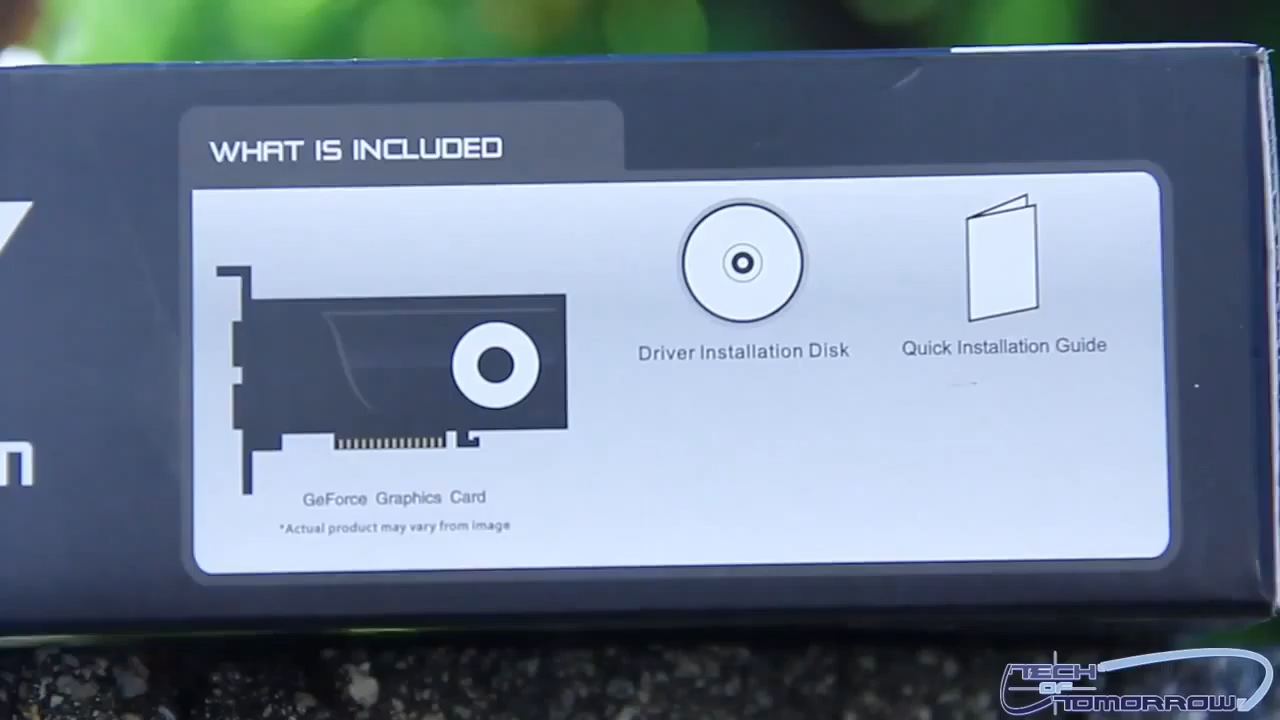 WHAT IS INCLUDED
Driver Installation Disk
Quick Installation Guide
GeForce Graphics Card
*Actual product may vary from image
TECH
OF
TOMORROW